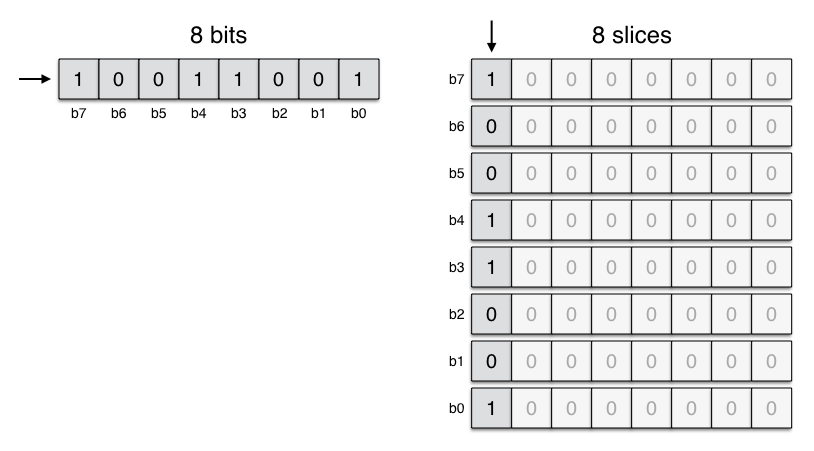 8 bits
1 0 0 1 1 0 0 1
b7 b6 b5 b4 b3 b2 b1 b0
8 slices
b7 1 0 0 0 0 0 0 0
b6 0 0 0 0 0 0 0 0
b5 0 0 0 0 0 0 0 0
b4 1 0 0 0 0 0 0 0
b3 1 0 0 0 0 0 0 0
b2 0 0 0 0 0 0 0 0
b1 0 0 0 0 0 0 0 0
b0 1 0 0 0 0 0 0 0